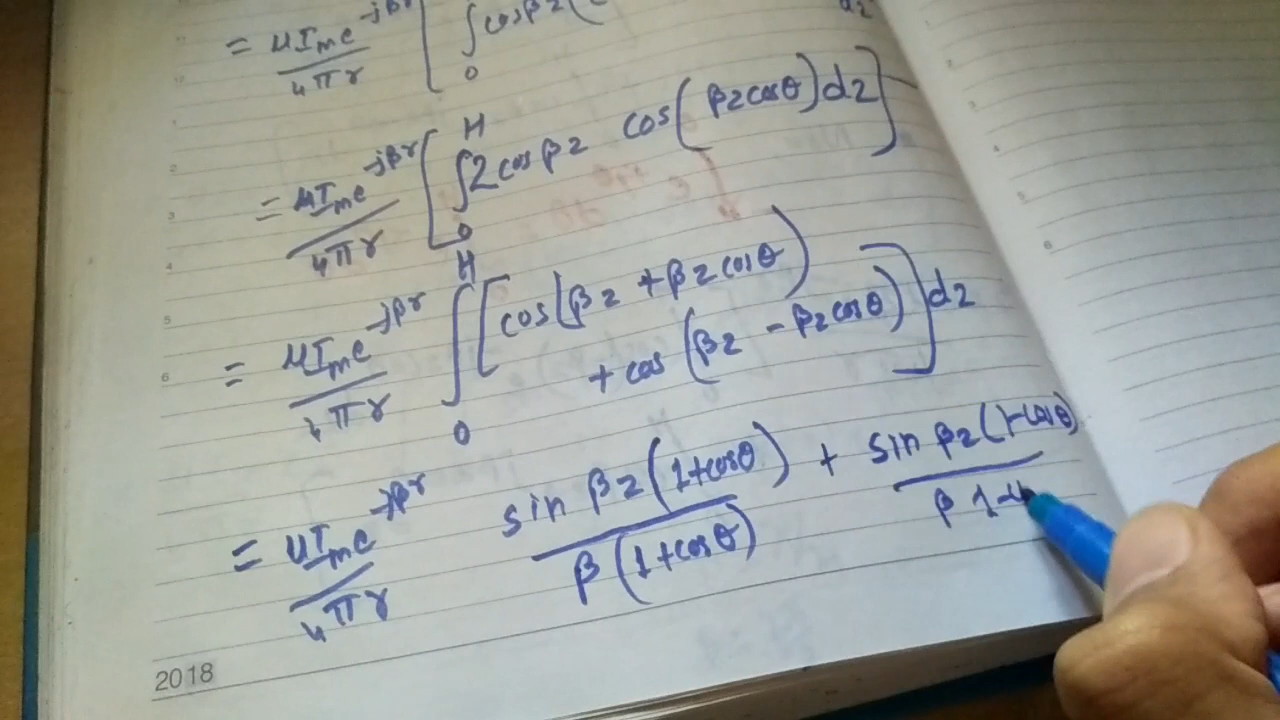 = μI_m e^{-jβr} / 4πr [ ∫_0 cos βz (
dz
= μI_m e^{-jβr} / 4πr [ ∫_0^H 2 cos βz cos(βz cosθ) dz ]
= μI_m e^{-jβr} / 4πr ∫_0^H [ cos(βz + βz cosθ)
+ cos(βz - βz cosθ) ] dz
= μI_m e^{-jβr} / 4πr sin βz(1+cosθ) / β(1+cosθ) + sin βz(1-cosθ) / β 1-
2018